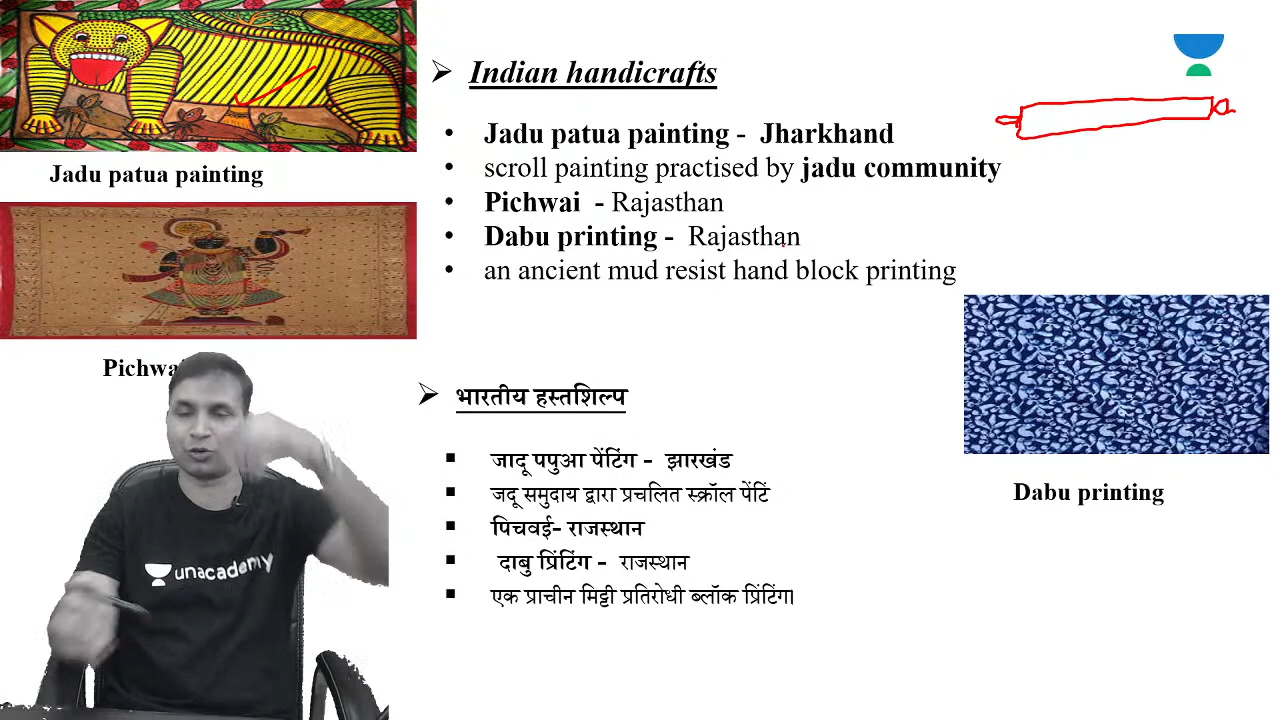 Indian handicrafts
Jadu patua painting - Jharkhand
scroll painting practised by jadu community
Pichwai - Rajasthan
Dabu printing - Rajasthan
an ancient mud resist hand block printing
Jadu patua painting
Pichwai
Dabu printing
भारतीय हस्तशिल्प
जादू पपुआ पेंटिंग - झारखंड
जदू समुदाय द्वारा प्रचलित स्क्रॉल पेंटिं
पिचवई- राजस्थान
दाबु प्रिंटिंग - राजस्थान
एक प्राचीन मिट्टी प्रतिरोधी ब्लॉक प्रिंटिंग।
unacademy